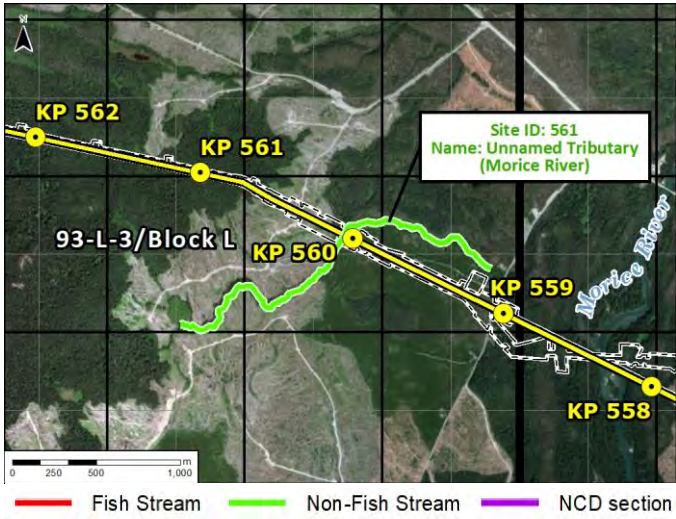 N
KP 562
KP 561
Site ID: 561
Name: Unnamed Tributary
(Morice River)
93-L-3/Block L
KP 560
KP 559
Morice River
KP 558
m
0 250 500 1,000
Fish Stream Non-Fish Stream NCD section